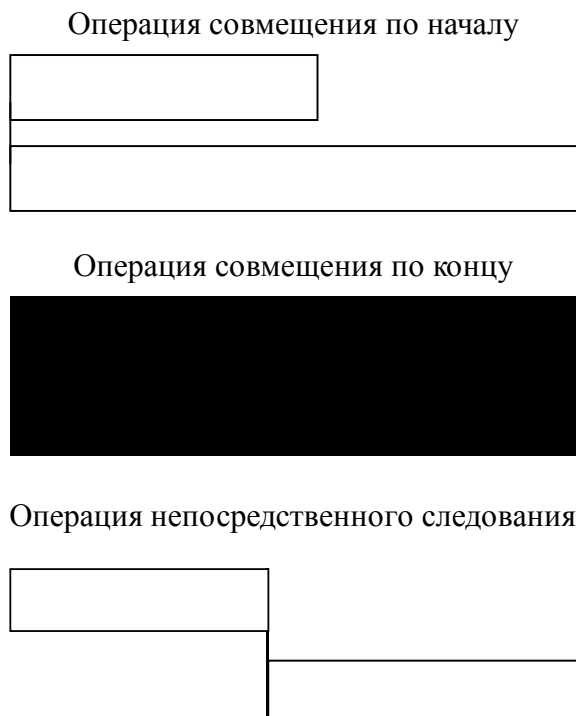 Операция совмещения по началу
Операция совмещения по концу
Операция непосредственного следования